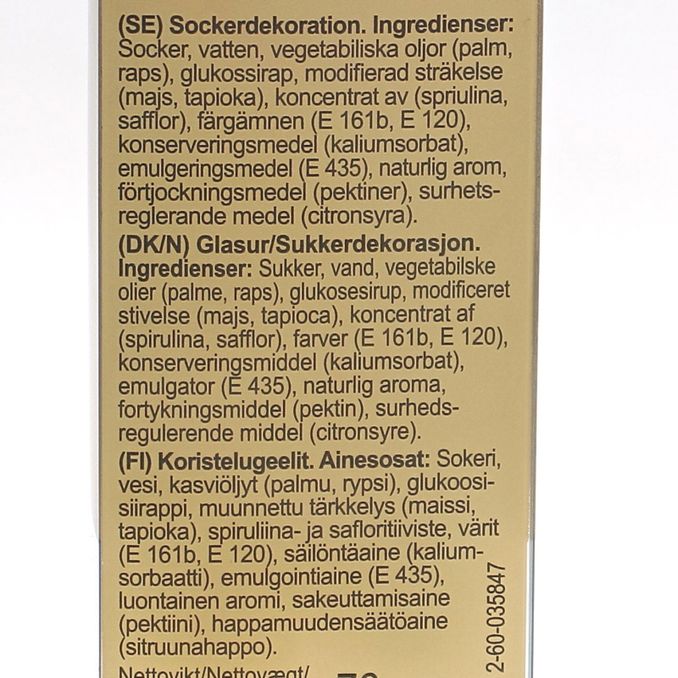 (SE) Sockerdekoration. Ingredienser:
Socker, vatten, vegetabiliska oljor (palm,
raps), glukossirap, modifierad sträkelse
(majs, tapioka), koncentrat av (spriulina,
safflor), färgämnen (E 161b, E 120),
konserveringsmedel (kaliumsorbat),
emulgeringsmedel (E 435), naturlig arom,
förtjockningsmedel (pektiner), surhets-
reglerande medel (citronsyra).
(DK/N) Glasur/Sukkerdekorasjon.
Ingredienser: Sukker, vand, vegetabilske
olier (palme, raps), glukosesirup, modificeret
stivelse (majs, tapioca), koncentrat af
(spirulina, safflor), farver (E 161b, E 120),
konserveringsmiddel (kaliumsorbat),
emulgator (E 435), naturlig aroma,
fortykningsmiddel (pektin), surheds-
regulerende middel (citronsyre).
(FI) Koristelugeelit. Ainesosat: Sokeri,
vesi, kasviöljyt (palmu, rypsi), glukoosi-
siirappi, muunnettu tärkkelys (maissi,
tapioka), spiruliina- ja safloritiiviste, värit
(E 161b, E 120), säilöntäaine (kalium-
sorbaatti), emulgointiaine (E 435),
luontainen aromi, sakeuttamisaine
(pektiini), happamuudensäätöaine
(sitruunahappo).
Nettovikt/Nettovægt/
2-60-035847